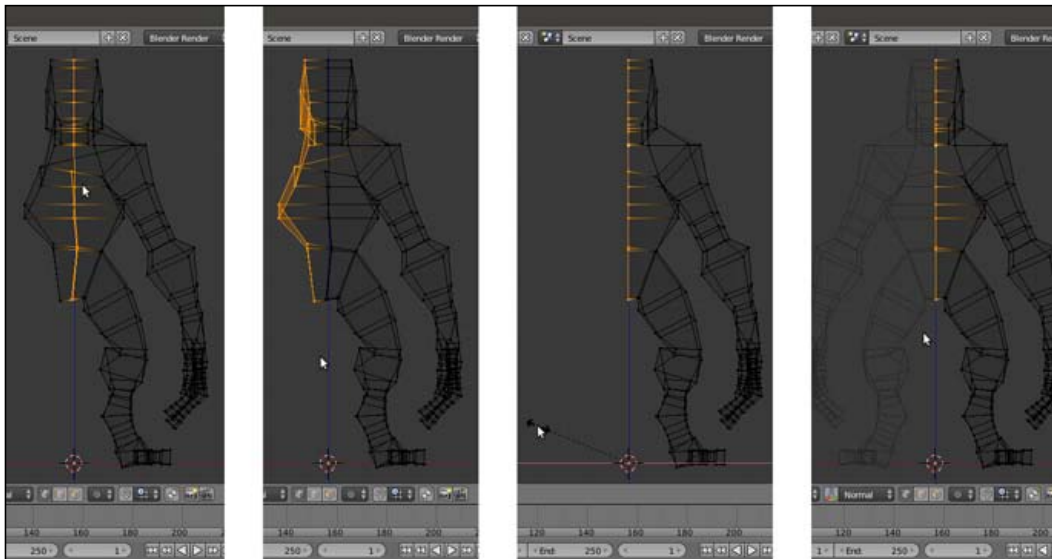 Scene Blender Render
Scene Blender Render
Scene Blender Render
Scene Blender Re
Normal
140 160 180 200
250 1
140 160 180 200
250 1
120 140 160 180 200
End: 250 1
120 140 160 180
1 End: 250 1